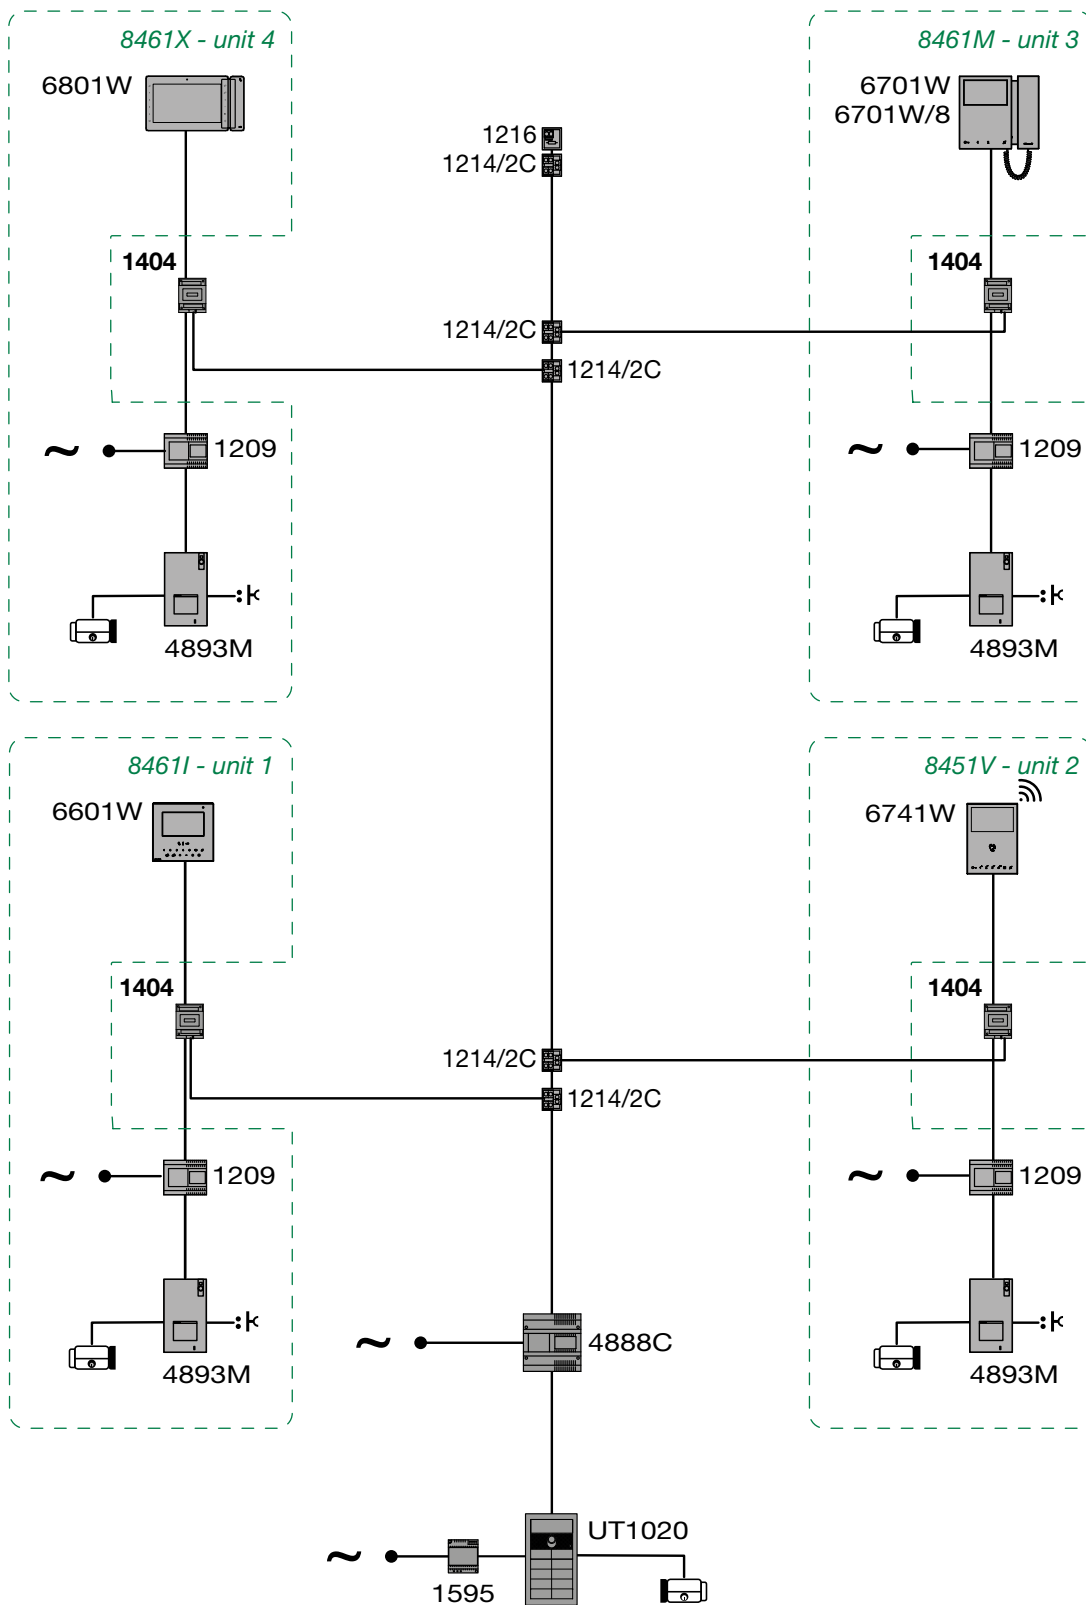 8461X - unit 4
8461M - unit 3
6801W
6701W
6701W/8
1216
1214/2C
1404
1404
1214/2C
1214/2C
1209
1209
4893M
4893M
8461I - unit 1
8451V - unit 2
6601W
6741W
1404
1404
1214/2C
1214/2C
1209
1209
4888C
4893M
4893M
UT1020
1595